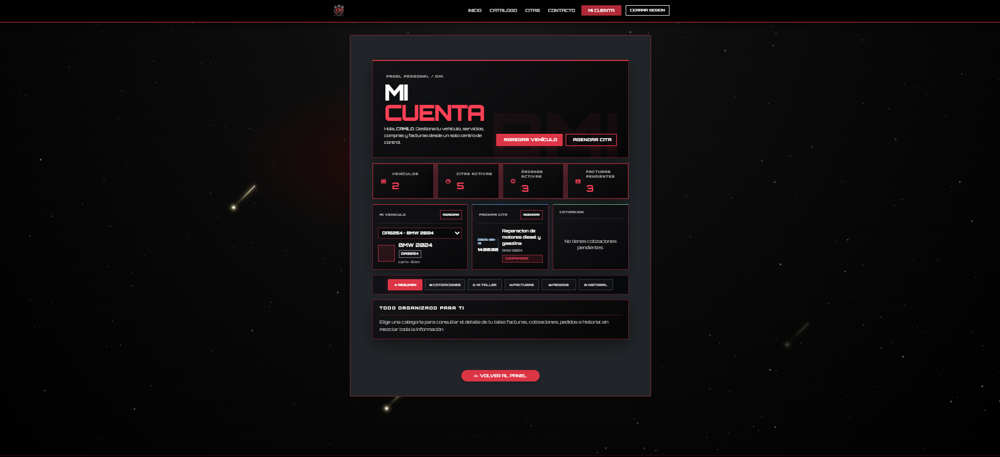 INICIO CATALOGO CITAS CONTACTO MI CUENTA CERRAR SESION
PANEL PERSONAL / DMI
MI
CUENTA
Hola, CAMILO. Gestiona tu vehiculo, servicios,
compras y facturas desde un solo centro de
control.
DMI
AGREGAR VEHÍCULO AGENDAR CITA
VEHÍCULOS
2
CITAS ACTIVAS
5
ÓRDENES
ACTIVAS
3
FACTURAS
PENDIENTES
3
MI VEHICULO AGREGAR
DAS254 - BMW 2024
BMW 2024
DAS254
carro · 0 km
PROXIMA CITA AGENDAR
2026-08-
13
14:00:00
Reparacion de
motores diesel y
gasolina
BMW 2024
CONFIRMADA
COTIZACION
No tienes cotizaciones
pendientes.
RESUMEN COTIZACIONES MI TALLER FACTURAS PEDIDOS HISTORIAL
TODO ORGANIZADO PARA TI
Elige una categoría para consultar el detalle de tu taller, facturas, cotizaciones, pedidos e historial sin
mezclar toda la información.
<- VOLVER AL PANEL